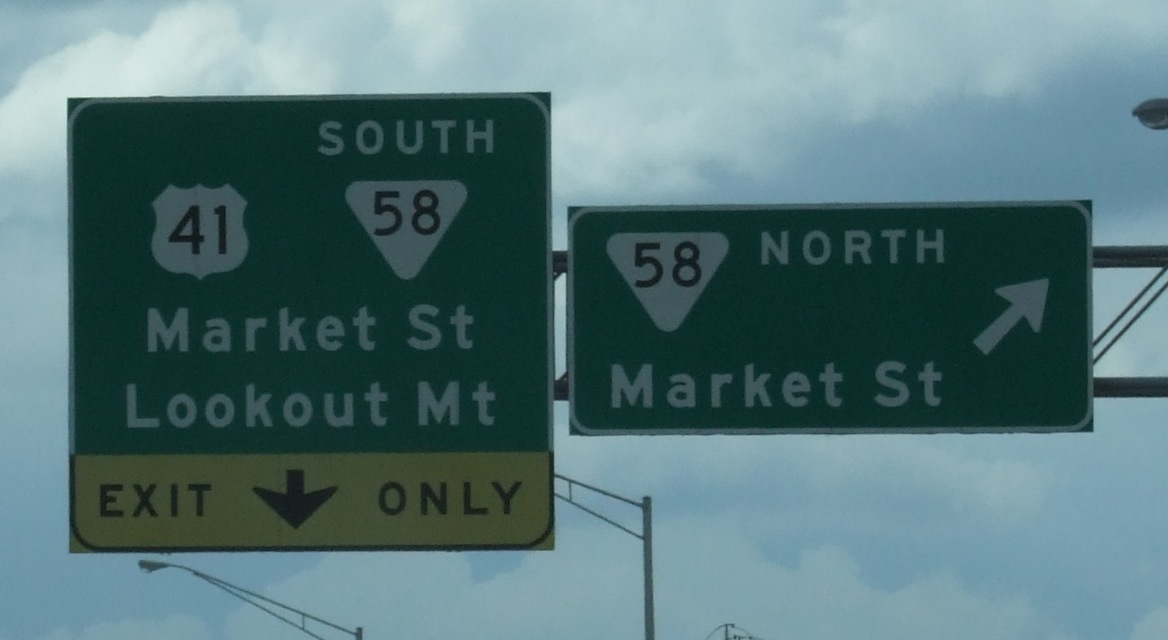 SOUTH
41 58
Market St
Lookout Mt
EXIT ONLY
58 NORTH
Market St